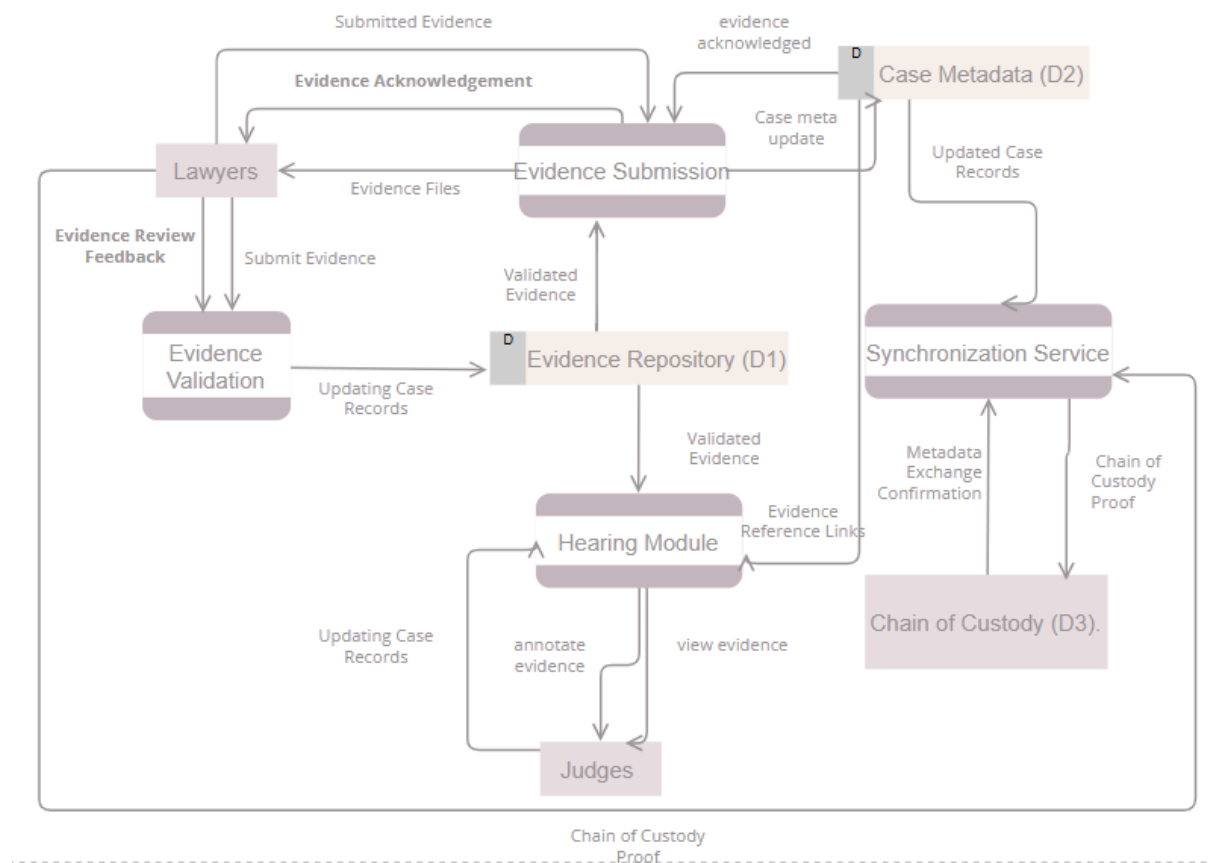 Submitted Evidence
evidence
acknowledged
D
Case Metadata (D2)
Evidence Acknowledgement
Case meta
update
Lawyers
Evidence Submission
Updated Case
Records
Evidence Files
Evidence Review
Feedback
Submit Evidence
Validated
Evidence
D
Evidence Repository (D1)
Evidence
Validation
Synchronization Service
Updating Case
Records
Validated
Evidence
Metadata
Exchange
Confirmation
Chain of
Custody
Proof
Evidence
Reference Links
Hearing Module
Chain of Custody (D3).
Updating Case
Records
annotate
evidence
view evidence
Judges
Chain of Custody
Proof